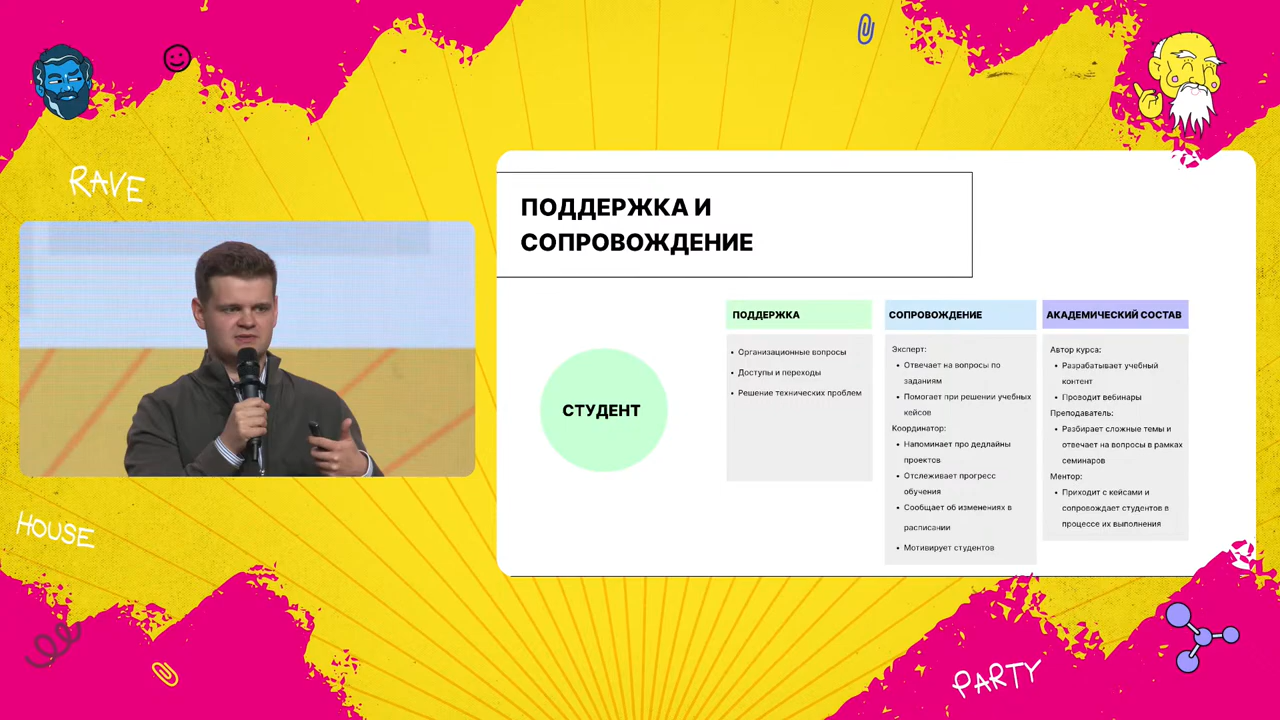 RAVE
HOUSE
PARTY
ПОДДЕРЖКА И
СОПРОВОЖДЕНИЕ
СТУДЕНТ
ПОДДЕРЖКА
• Организационные вопросы
• Доступы и переходы
• Решение технических проблем
СОПРОВОЖДЕНИЕ
Эксперт:
• Отвечает на вопросы по
заданиям
• Помогает при решении учебных
кейсов
Координатор:
• Напоминает про дедлайны
проектов
• Отслеживает прогресс
обучения
• Сообщает об изменениях в
расписании
• Мотивирует студентов
АКАДЕМИЧЕСКИЙ СОСТАВ
Автор курса:
• Разрабатывает учебный
контент
• Проводит вебинары
Преподаватель:
• Разбирает сложные темы и
отвечает на вопросы в рамках
семинаров
Ментор:
• Приходит с кейсами и
сопровождает студентов в
процессе их выполнения